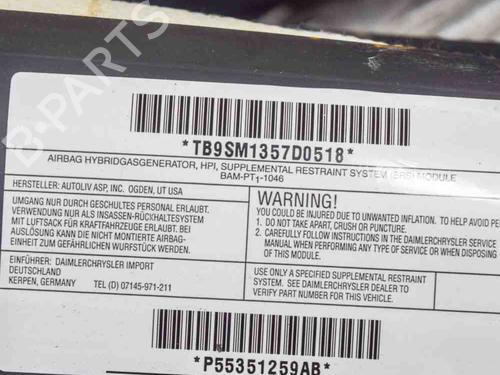 *TB9SM1357D0518*
AIRBAG HYBRIDGASGENERATOR, HPI, SUPPLEMENTAL RESTRAINT SYSTEM (SRS) MODULE
BAM-PT1-1046
HERSTELLER: AUTOLIV ASP, INC. OGDEN, UT USA
UMGANG NUR DURCH GESCHULTES PERSONAL ERLAUBT.
VERWENDUNG NUR ALS INSASSEN-RÜCKHALTESYSTEM
MIT LUFTSACK FÜR KRAFTFAHRZEUGE ERLAUBT. BEI
AUSLÖSUNG KANN DIE NICHT MONTIERTE AIRBAG-
EINHEIT ZUM GEFÄHRLICHEN WURFSTÜCK WERDEN.
EINFÜHRER: DAIMLERCHRYSLER IMPORT
DEUTSCHLAND
KERPEN, GERMANY TEL. (D) 07145-971-211
WARNING!
YOU COULD BE INJURED DUE TO UNWANTED INFLATION. TO HELP AVOID
1. DO NOT TAKE APART, CRUSH OR PUNCTURE.
2. CAREFULLY FOLLOW INSTRUCTIONS IN THE DAIMLERCHRYSLER SERVICE
MANUAL WHEN PERFORMING ANY TYPE OF SERVICE OR WHEN DISPOSING
OF THIS MODULE.
USE ONLY A SPECIFIED SUPPLEMENTAL RESTRAINT
SYSTEM. SEE DAIMLERCHRYSLER DEALER TO
VERIFY PART NUMBER FOR THIS VEHICLE.
*P55351259AB*
B-PARTS